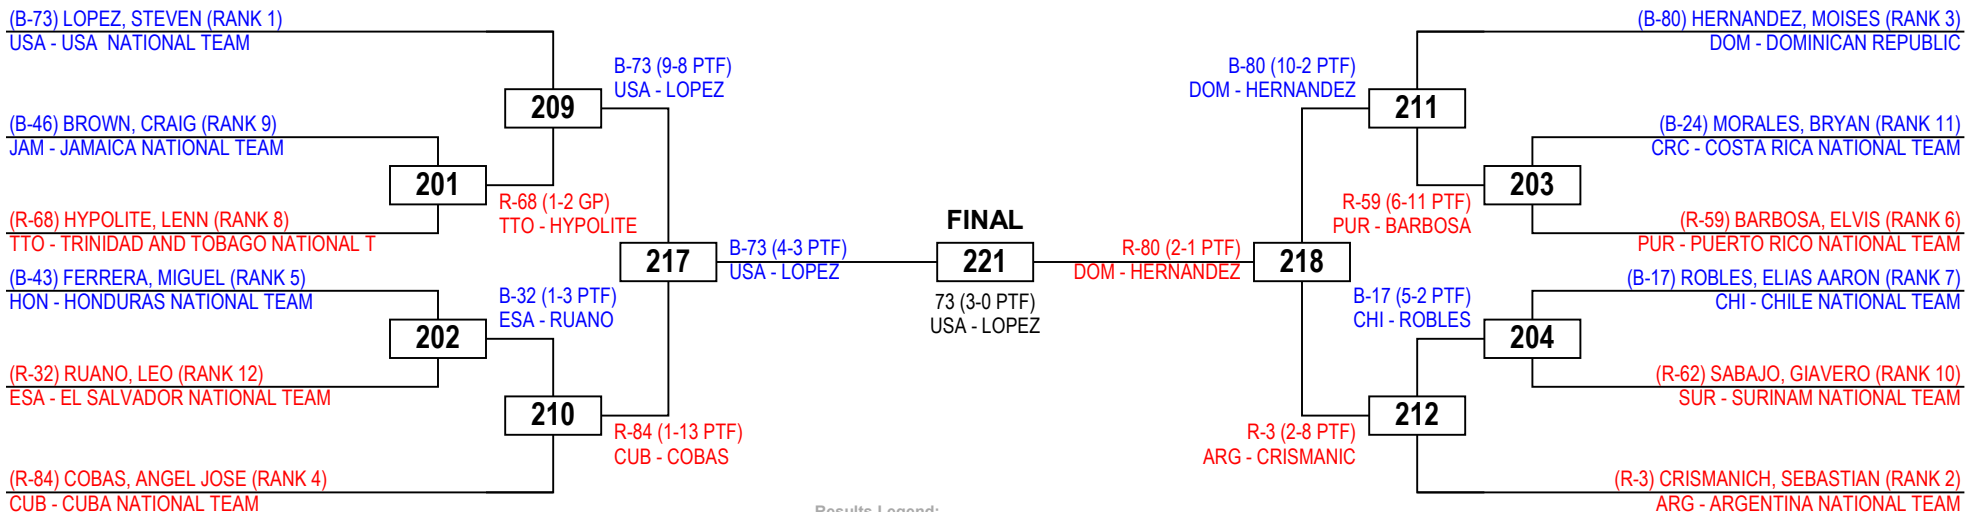 (B-73) LOPEZ, STEVEN (RANK 1)
USA - USA NATIONAL TEAM
(B-46) BROWN, CRAIG (RANK 9)
JAM - JAMAICA NATIONAL TEAM
(R-68) HYPOLITE, LENN (RANK 8)
TTO - TRINIDAD AND TOBAGO NATIONAL T
(B-43) FERRERA, MIGUEL (RANK 5)
HON - HONDURAS NATIONAL TEAM
(R-32) RUANO, LEO (RANK 12)
ESA - EL SALVADOR NATIONAL TEAM
(R-84) COBAS, ANGEL JOSE (RANK 4)
CUB - CUBA NATIONAL TEAM
201
202
R-68 (1-2 GP)
TTO - HYPOLITE
B-32 (1-3 PTF)
ESA - RUANO
209
210
B-73 (9-8 PTF)
USA - LOPEZ
R-84 (1-13 PTF)
CUB - COBAS
217
B-73 (4-3 PTF)
USA - LOPEZ
FINAL
221
73 (3-0 PTF)
USA - LOPEZ
Results Legend:
R-80 (2-1 PTF)
DOM - HERNANDEZ
218
B-80 (10-2 PTF)
DOM - HERNANDEZ
R-3 (2-8 PTF)
ARG - CRISMANIC
211
212
R-59 (6-11 PTF)
PUR - BARBOSA
B-17 (5-2 PTF)
CHI - ROBLES
203
204
(B-80) HERNANDEZ, MOISES (RANK 3)
DOM - DOMINICAN REPUBLIC
(B-24) MORALES, BRYAN (RANK 11)
CRC - COSTA RICA NATIONAL TEAM
(R-59) BARBOSA, ELVIS (RANK 6)
PUR - PUERTO RICO NATIONAL TEAM
(B-17) ROBLES, ELIAS AARON (RANK 7)
CHI - CHILE NATIONAL TEAM
(R-62) SABAJO, GIAVERO (RANK 10)
SUR - SURINAM NATIONAL TEAM
(R-3) CRISMANICH, SEBASTIAN (RANK 2)
ARG - ARGENTINA NATIONAL TEAM